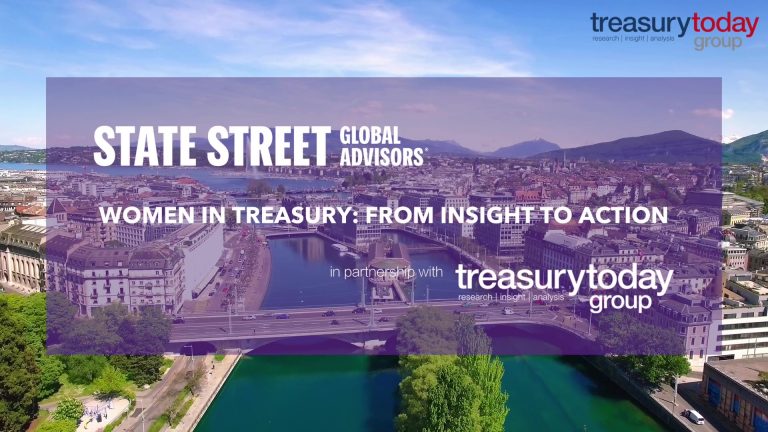 treasurytoday
research | insight | analysis
group
STATE STREET GLOBAL ADVISORS®
WOMEN IN TREASURY: FROM INSIGHT TO ACTION
in partnership with treasurytoday
research | insight | analysis
group